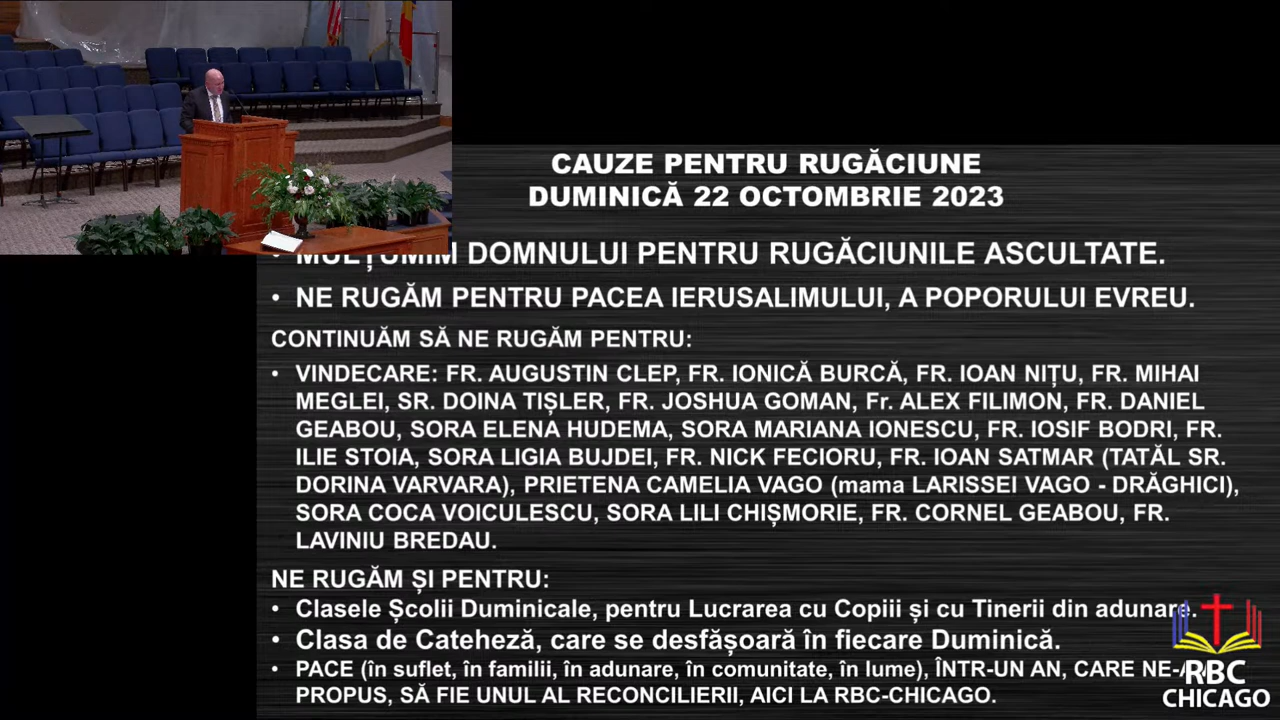 CAUZE PENTRU RUGĂCIUNE
DUMINICĂ 22 OCTOMBRIE 2023
• MULȚUMIM DOMNULUI PENTRU RUGĂCIUNILE ASCULTATE.
• NE RUGĂM PENTRU PACEA IERUSALIMULUI, A POPORULUI EVREU.
CONTINUĂM SĂ NE RUGĂM PENTRU:
• VINDECARE: FR. AUGUSTIN CLEP, FR. IONICĂ BURCĂ, FR. IOAN NIȚU, FR. MIHAI
MEGLEI, SR. DOINA TIȘLER, FR. JOSHUA GOMAN, Fr. ALEX FILIMON, FR. DANIEL
GEABOU, SORA ELENA HUDEMA, SORA MARIANA IONESCU, FR. IOSIF BODRI, FR.
ILIE STOIA, SORA LIGIA BUJDEI, FR. NICK FECIORU, FR. IOAN SATMAR (TATĂL SR.
DORINA VARVARA), PRIETENA CAMELIA VAGO (mama LARISSEI VAGO - DRĂGHICI),
SORA COCA VOICULESCU, SORA LILI CHIȘMORIE, FR. CORNEL GEABOU, FR.
LAVINIU BREDAU.
NE RUGĂM ȘI PENTRU:
• Clasele Școlii Duminicale, pentru Lucrarea cu Copiii și cu Tinerii din adunare.
• Clasa de Cateheză, care se desfășoară în fiecare Duminică.
• PACE (în suflet, în familii, în adunare, în comunitate, în lume), ÎNTR-UN AN, CARE NE-
PROPUS, SĂ FIE UNUL AL RECONCILIERII, AICI LA RBC-CHICAGO.
RBC
CHICAGO